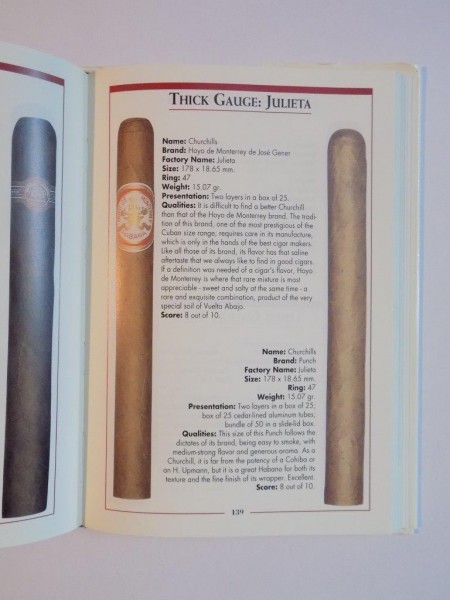 THICK GAUGE: JULIETA
Name: Churchills
Brand: Hoyo de Monterrey de José Gener
Factory Name: Julieta
Size: 178 x 18.65 mm.
Ring: 47
Weight: 15.07 gr.
Presentation: Two layers in a box of 25.
Qualities: It is difficult to find a better Churchill
than that of the Hoyo de Monterrey brand. The tradi-
tion of this brand, one of the most prestigious of the
Cuban size range, requires care in its manufacture,
which is only in the hands of the best cigar makers.
Like all those of its brand, its flavor has that saline
aftertaste that we always like to find in good cigars.
If a definition was needed of a cigar's flavor, Hoyo
de Monterrey is where that rare mixture is most
appreciable - sweet and salty at the same time - a
rare and exquisite combination, product of the very
special soil of Vuelta Abajo.
Score: 8 out of 10.
Name: Churchills
Brand: Punch
Factory Name: Julieta
Size: 178 x 18.65 mm.
Ring: 47
Weight: 15.07 gr.
Presentation: Two layers in a box of 25;
box of 25 cedar-lined aluminum tubes;
bundle of 50 in a slide-lid box.
Qualities: This size of this Punch follows the
dictates of its brand, being easy to smoke, with
medium-strong flavor and generous aroma. As a
Churchill, it is far from the potency of a Cohiba or
an H. Upmann, but it is a great Habano for both its
texture and the fine finish of its wrapper. Excellent.
Score: 8 out of 10.
139